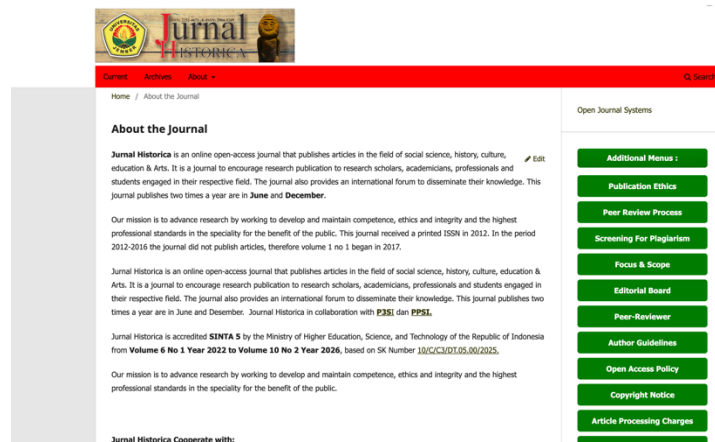 Jurnal
HISTORICA
Current Archives About
Search
Home / About the Journal
About the Journal
Edit
Jurnal Historica is an online open-access journal that publishes articles in the field of social science, history, culture,
education & Arts. It is a journal to encourage research publication to research scholars, academicians, professionals and
students engaged in their respective field. The journal also provides an international forum to disseminate their knowledge. This
journal publishes two times a year are in June and December.
Our mission is to advance research by working to develop and maintain competence, ethics and integrity and the highest
professional standards in the speciality for the benefit of the public. This journal received a printed ISSN in 2012. In the period
2012-2016 the journal did not publish articles, therefore volume 1 no 1 began in 2017.
Jurnal Historica is an online open-access journal that publishes articles in the field of social science, history, culture, education &
Arts. It is a journal to encourage research publication to research scholars, academicians, professionals and students engaged in
their respective field. The journal also provides an international forum to disseminate their knowledge. This journal publishes two
times a year are in June and Desember. Journal Historica in collaboration with P3SI dan PPSI.
Jurnal Historica is accredited SINTA 5 by the Ministry of Higher Education, Science, and Technology of the Republic of Indonesia
from Volume 6 No 1 Year 2022 to Volume 10 No 2 Year 2026, based on SK Number 10/C/C3/DT.05.00/2025.
Our mission is to advance research by working to develop and maintain competence, ethics and integrity and the highest
professional standards in the speciality for the benefit of the public.
Jurnal Historica Cooperate with:
Open Journal Systems
Additional Menus :
Publication Ethics
Peer Review Process
Screening For Plagiarism
Focus & Scope
Editorial Board
Peer-Reviewer
Author Guidelines
Open Access Policy
Copyright Notice
Article Processing Charges